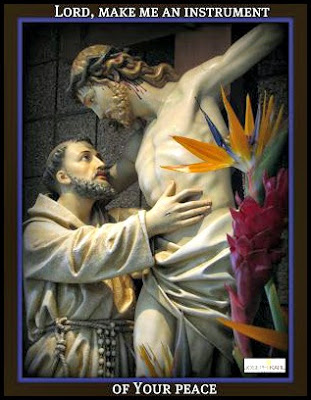 LORD, MAKE ME AN INSTRUMENT
OF YOUR PEACE